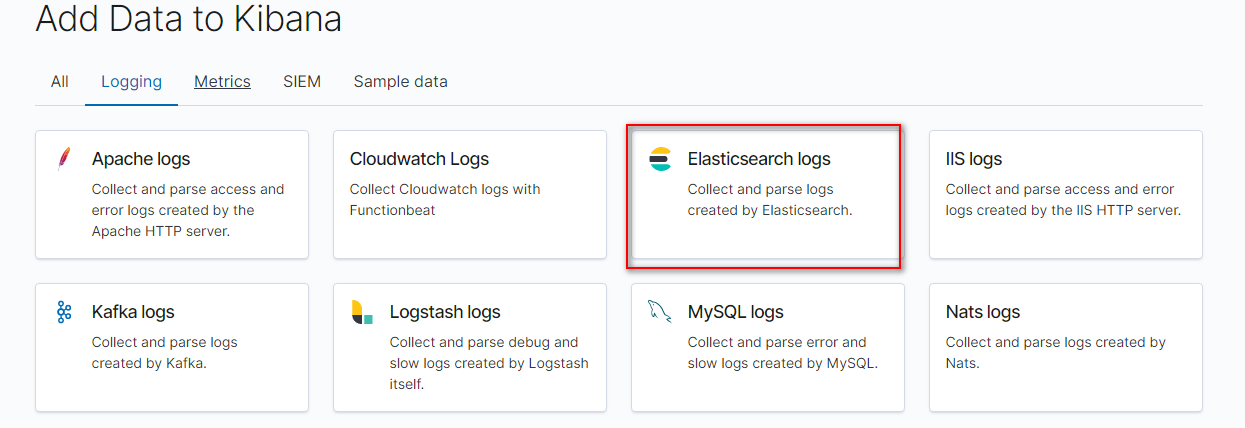 Add Data to Kibana
All Logging Metrics SIEM Sample data
Apache logs
Collect and parse access and
error logs created by the
Apache HTTP server.
Cloudwatch Logs
Collect Cloudwatch logs with
Functionbeat
Elasticsearch logs
Collect and parse logs
created by Elasticsearch.
IIS logs
Collect and parse access and error
logs created by the IIS HTTP server.
Kafka logs
Collect and parse logs
created by Kafka.
Logstash logs
Collect and parse debug and
slow logs created by Logstash
itself.
MySQL logs
Collect and parse error and
slow logs created by MySQL.
Nats logs
Collect and parse logs created by
Nats.